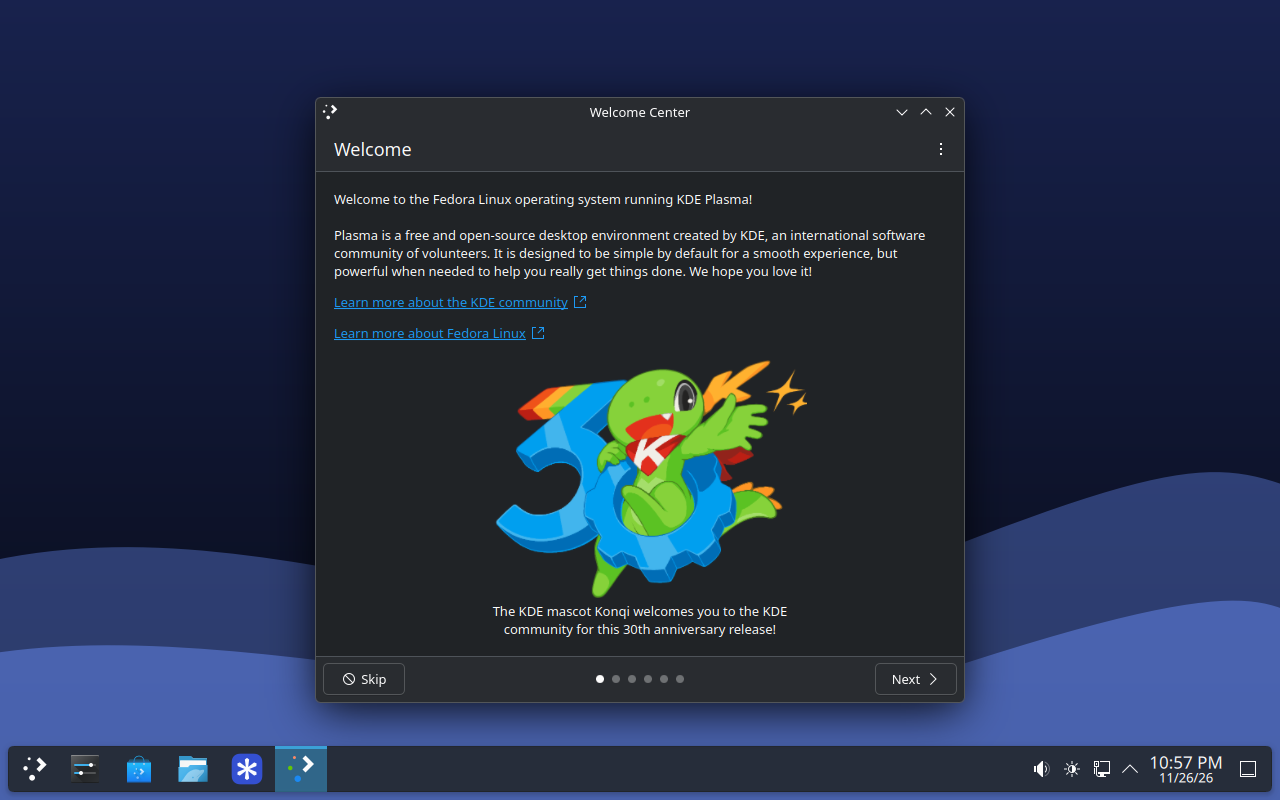 Welcome Center
Welcome
Welcome to the Fedora Linux operating system running KDE Plasma!
Plasma is a free and open-source desktop environment created by KDE, an international software
community of volunteers. It is designed to be simple by default for a smooth experience, but
powerful when needed to help you really get things done. We hope you love it!
Learn more about the KDE community
Learn more about Fedora Linux
K
The KDE mascot Konqi welcomes you to the KDE
community for this 30th anniversary release!
Skip
Next
10:57 PM
11/26/26